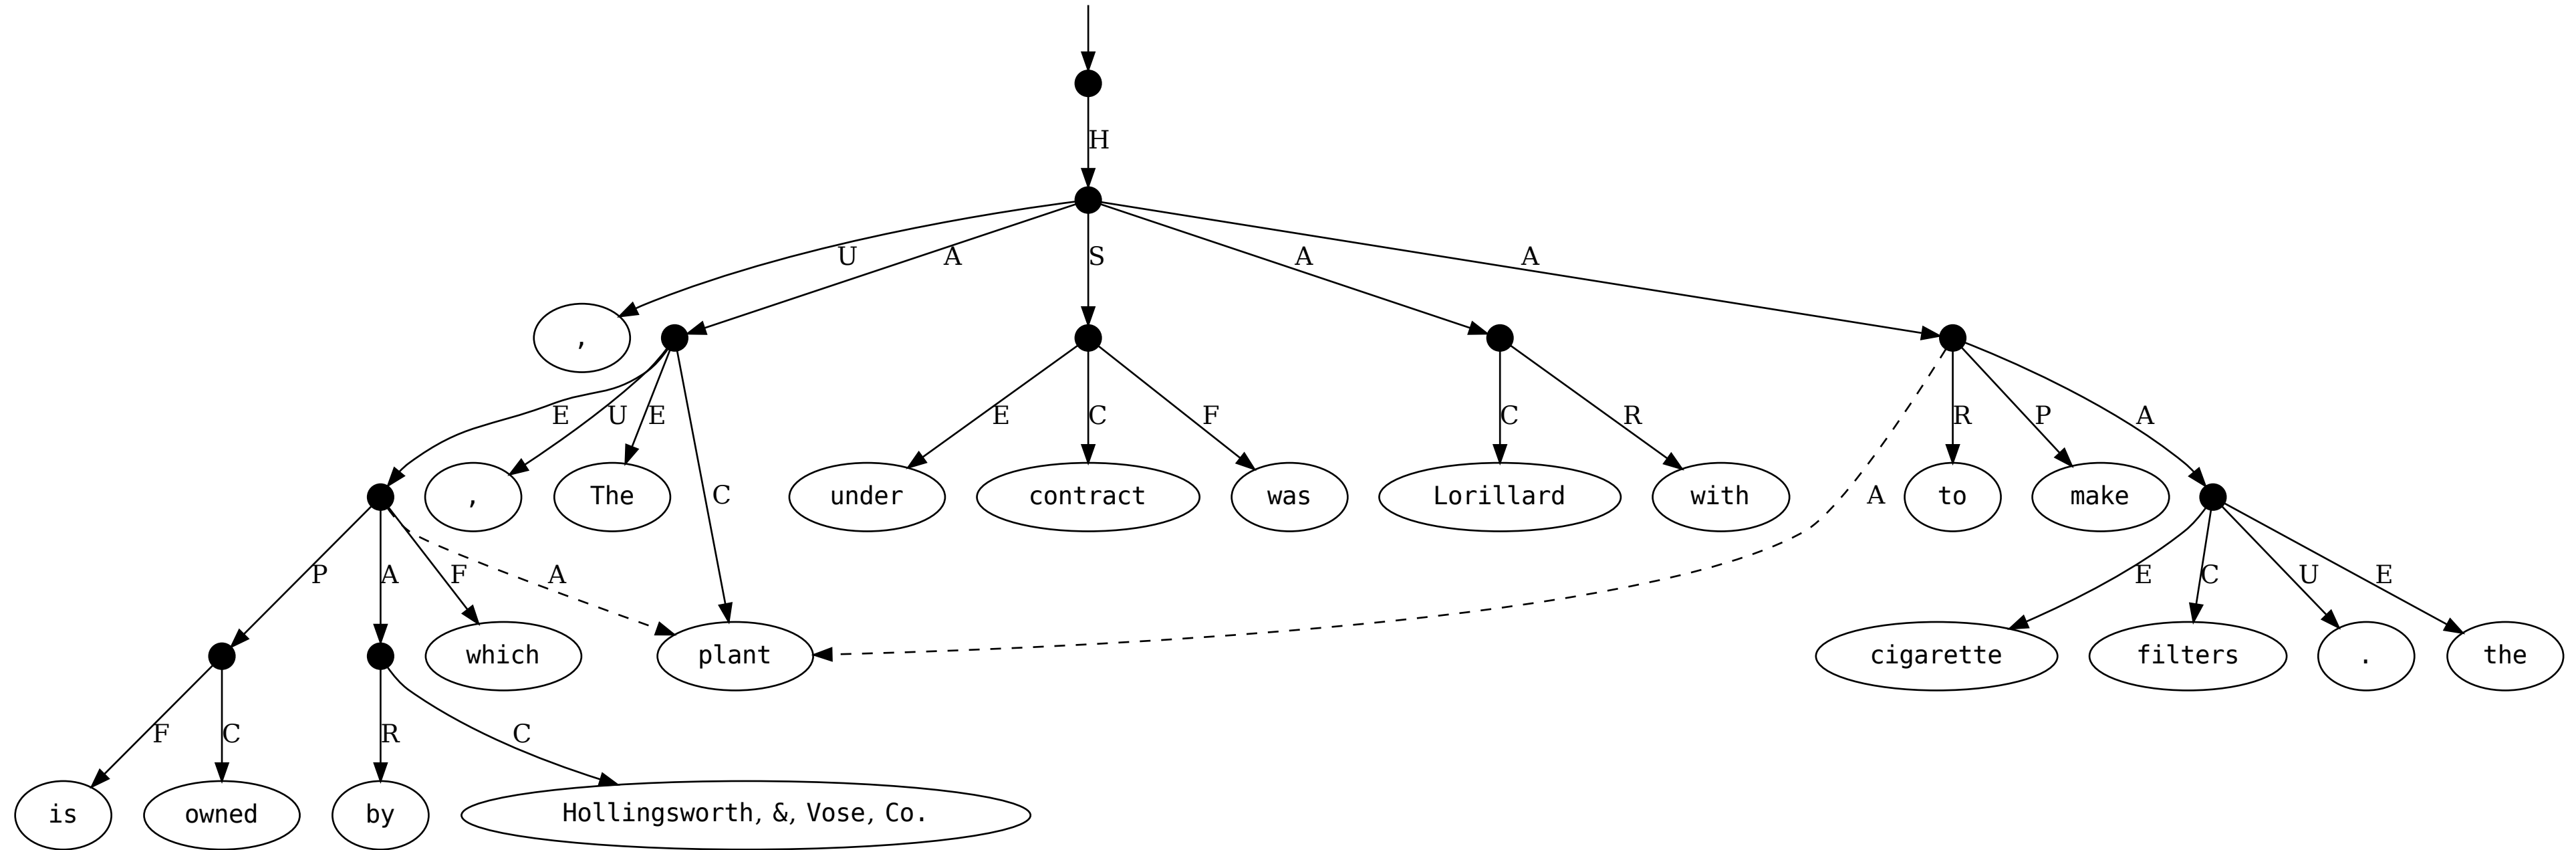 H
U A S A A
,
E U E C E C F C R A R P A
, The under contract was Lorillard with to make
P A F A E C U E
which plant cigarette filters . the
F C R C
is owned by Hollingsworth, &, Vose, Co.